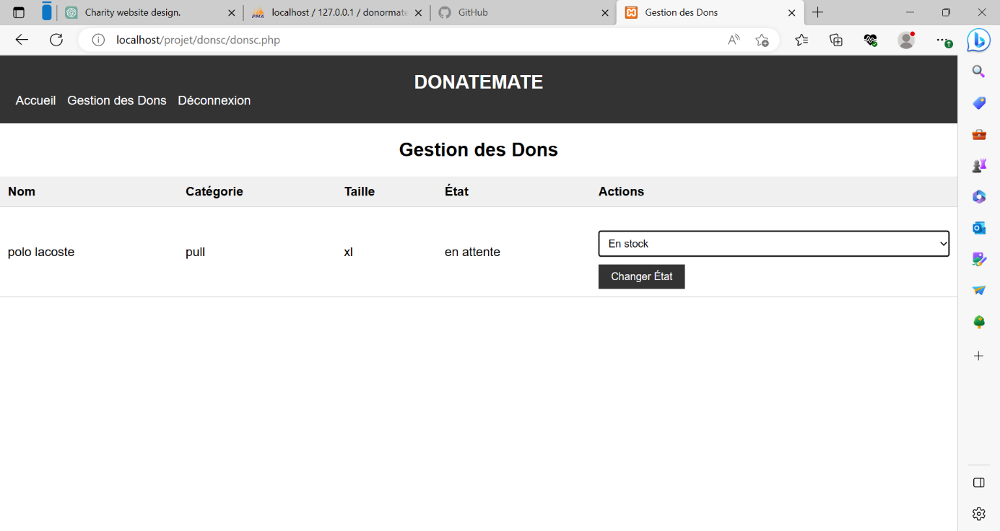 Charity website design.
localhost / 127.0.0.1 / donormate
GitHub
Gestion des Dons
localhost/projet/donsc/donsc.php
DONATEMATE
Accueil Gestion des Dons Déconnexion
Gestion des Dons
Nom Catégorie Taille État Actions
polo lacoste pull xl en attente En stock
Changer État